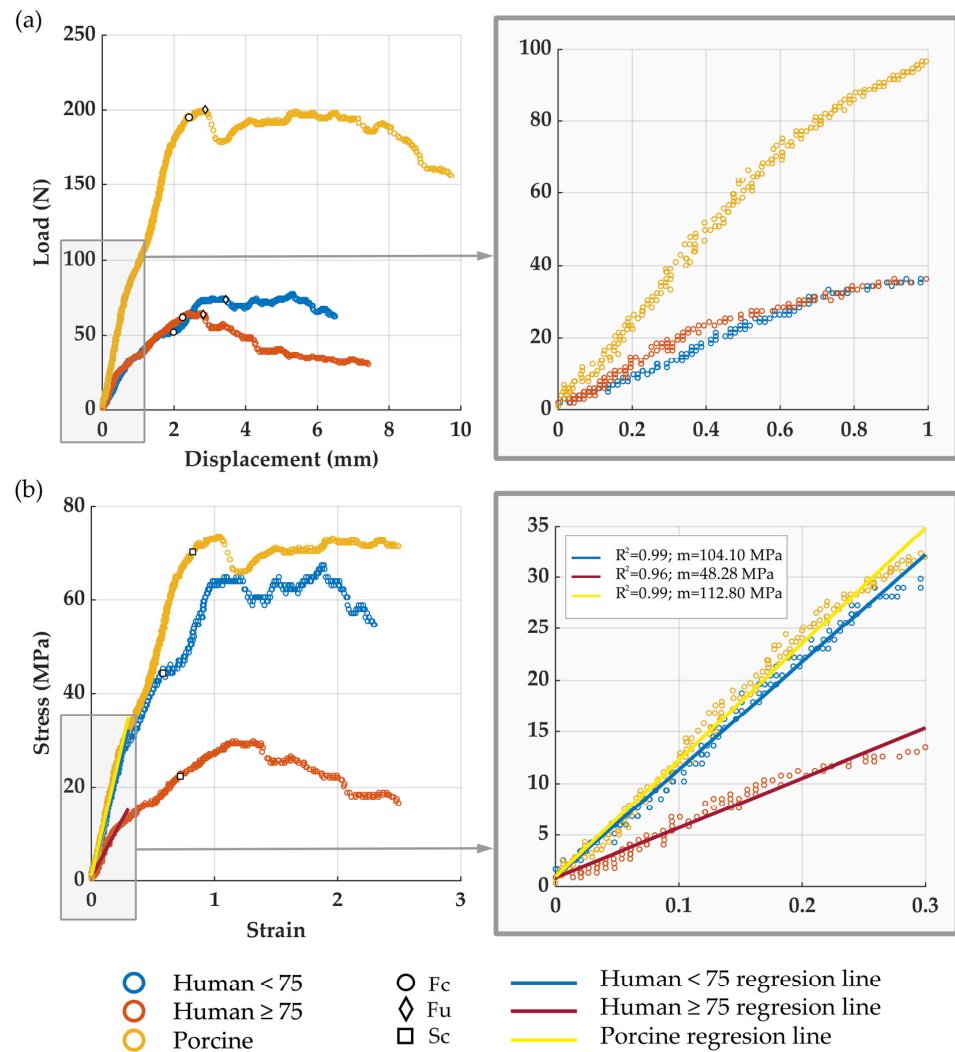 (a)
250
200
150
100
50
0
Load (N)
0 2 4 6 8 10
Displacement (mm)
100
80
60
40
20
0
0 0.2 0.4 0.6 0.8 1
(b)
80
60
40
20
0
Stress (MPa)
0 1 2 3
Strain
35
30
25
20
15
10
5
0
R²=0.99; m=104.10 MPa
R²=0.96; m=48.28 MPa
R²=0.99; m=112.80 MPa
0 0.1 0.2 0.3
Human < 75
Human ≥ 75
Porcine
Fc
Fu
Sc
Human < 75 regresion line
Human ≥ 75 regresion line
Porcine regresion line